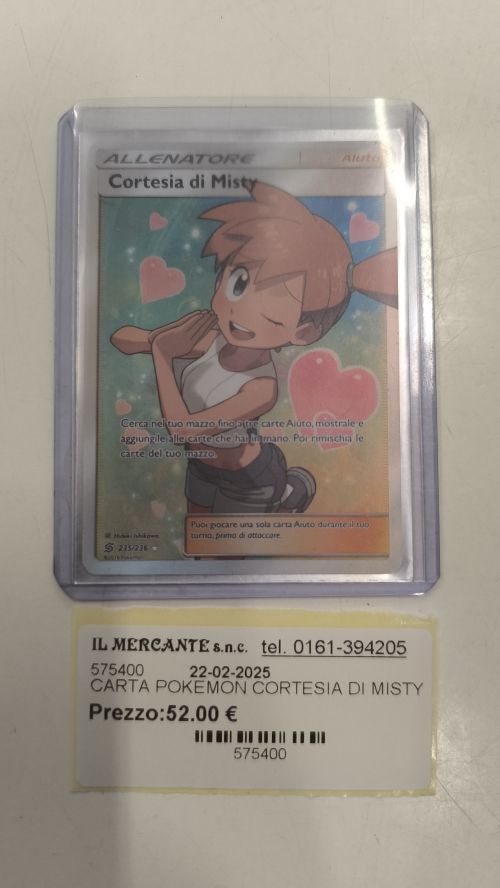 ALLENATORE Aiuto
Cortesia di Misty
Cerca nel tuo mazzo fino a tre carte Aiuto, mostrale e
aggiungile alle carte che hai in mano. Poi rimischia le
carte del tuo mazzo.
Puoi giocare una sola carta Aiuto durante il tuo
turno, prima di attaccare.
Hideki Ishikawa
235/236
IL MERCANTE s.n.c. tel. 0161-394205
575400 22-02-2025
CARTA POKEMON CORTESIA DI MISTY
Prezzo:52.00 €
575400